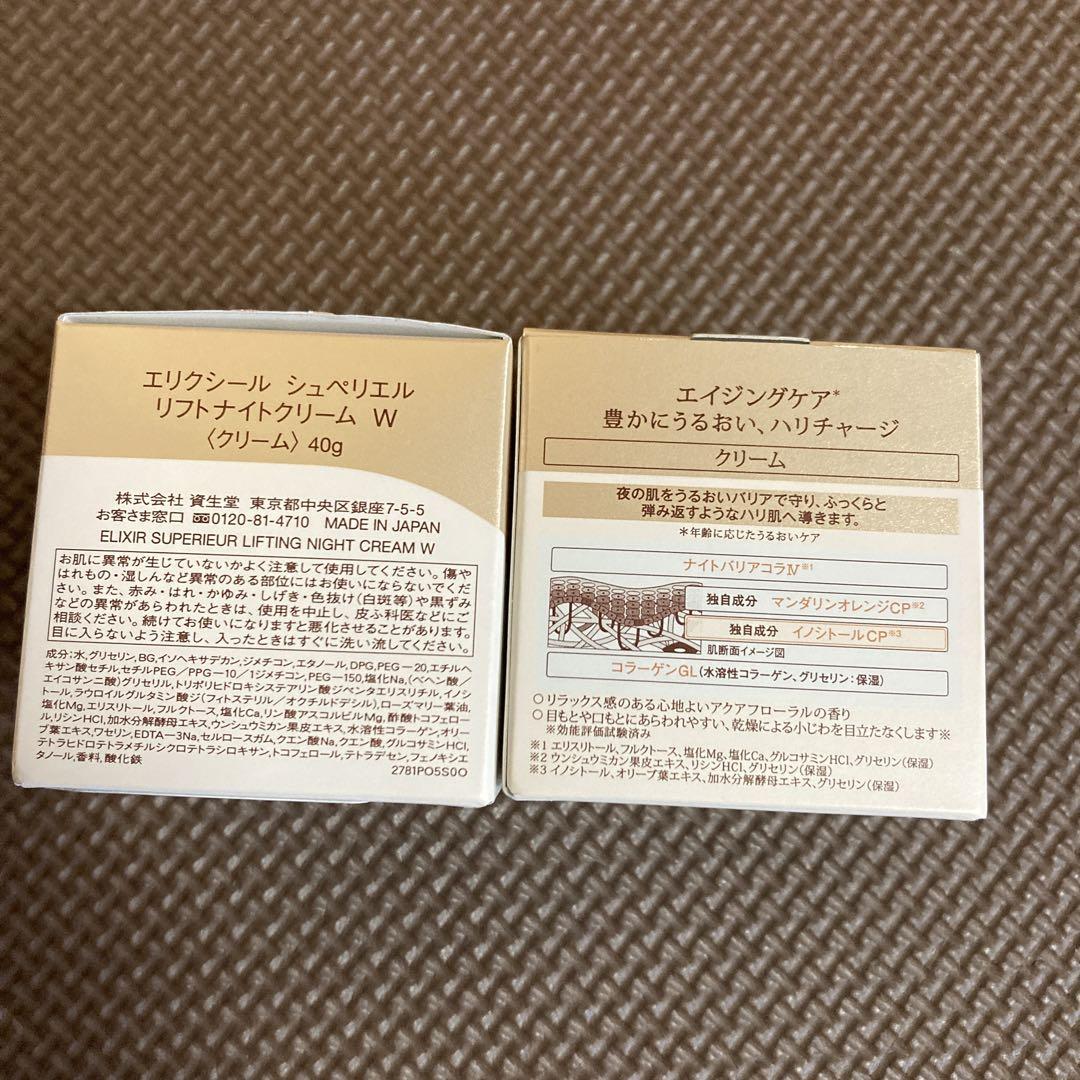 エリクシール シュペリエル
リフトナイトクリーム W
〈クリーム〉 40g
株式会社 資生堂 東京都中央区銀座7-5-5
お客さま窓口 0120-81-4710 MADE IN JAPAN
ELIXIR SUPERIEUR LIFTING NIGHT CREAM W
お肌に異常が生じていないかよく注意して使用してください。傷や
はれもの・湿しんなど異常のある部位にはお使いにならないでくだ
さい。また、赤み・はれ・かゆみ・しげき・色抜け(白斑等)や黒ずみ
などの異常があらわれたときは、使用を中止し、皮ふ科医などにご
相談ください。続けてお使いになりますと悪化させることがあります。
目に入らないよう注意し、入ったときはすぐに洗い流してください。
成分:水,グリセリン,BG,イソヘキサデカン,ジメチコン,エタノール,DPG,PEG-20,エチルヘ
キサン酸セチル,セチルPEG/PPG-10/1ジメチコン,PEG-150,塩化Na,(ベヘン酸/
エイコサン二酸)グリセリル,トリポリヒドロキシステアリン酸ジペンタエリスリチル,イノシ
トール,ラウロイルグルタミン酸ジ(フィトステリル/オクチルドデシル),ローズマリー葉油,
塩化Mg,エリスリトール,フルクトース,塩化Ca,リン酸アスコルビルMg,酢酸トコフェロー
ル,リシンHCl,加水分解酵母エキス,ウンシュウミカン果皮エキス,水溶性コラーゲン,オリー
ブ葉エキス,ワセリン,EDTA-3Na,セルロースガム,クエン酸Na,クエン酸,グルコサミンHCl,
テトラヒドロテトラメチルシクロテトラシロキサン,トコフェロール,テトラデセン,フェノキシエ
タノール,香料,酸化鉄
2781PO5S0O
エイジングケア*
豊かにうるおい、ハリチャージ
クリーム
夜の肌をうるおいバリアで守り、ふっくらと
弾み返すようなハリ肌へ導きます。
*年齢に応じたうるおいケア
ナイトバリアコラⅣ※1
独自成分 マンダリンオレンジCP※2
独自成分 イノシトールCP※3
肌断面イメージ図
コラーゲンGL(水溶性コラーゲン、グリセリン:保湿)
○リラックス感のある心地よいアクアフローラルの香り
○目もとや口もとにあらわれやすい、乾燥による小じわを目立たなくします※
※効能評価試験済み
※1 エリスリトール、フルクトース、塩化Mg、塩化Ca、グルコサミンHCl、グリセリン(保湿)
※2 ウンシュウミカン果皮エキス、リシンHCl、グリセリン(保湿)
※3 イノシトール、オリーブ葉エキス、加水分解酵母エキス、グリセリン(保湿)